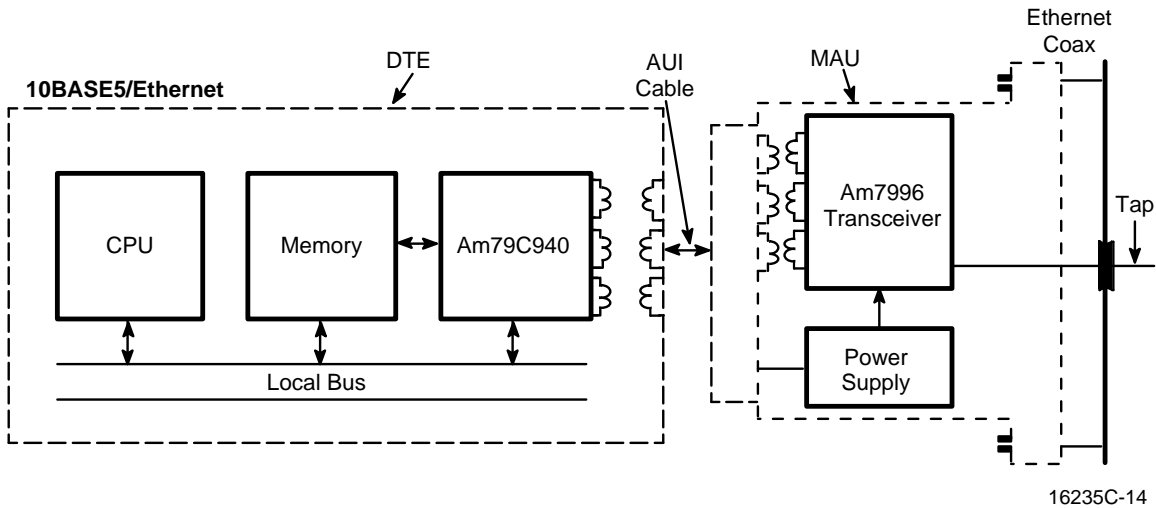 Ethernet
Coax
DTE
AUI
Cable
MAU
10BASE5/Ethernet
CPU
Memory
Am79C940
Am7996
Transceiver
Tap
Power
Supply
Local Bus
16235C-14